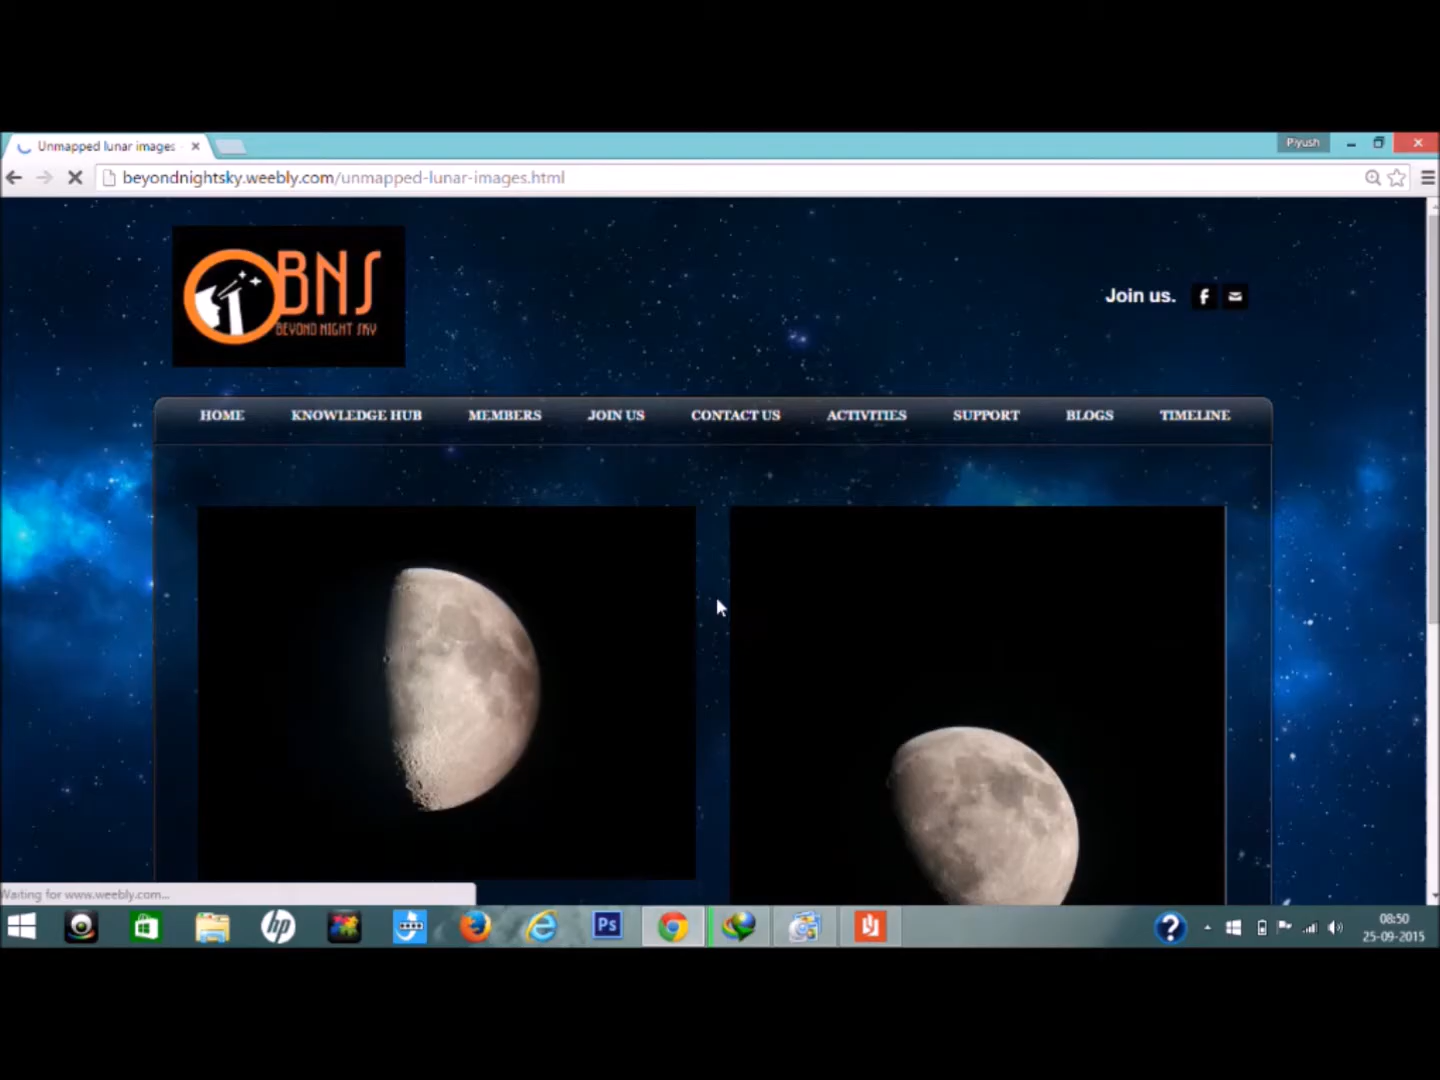 Unmapped lunar images
Piyush
beyondnightsky.weebly.com/unmapped-lunar-images.html
BNS
BEYOND NIGHT SKY
Join us.
HOME KNOWLEDGE HUB MEMBERS JOIN US CONTACT US ACTIVITIES SUPPORT BLOGS TIMELINE
Waiting for www.weebly.com...
hp
Ps
08:50
25-09-2015